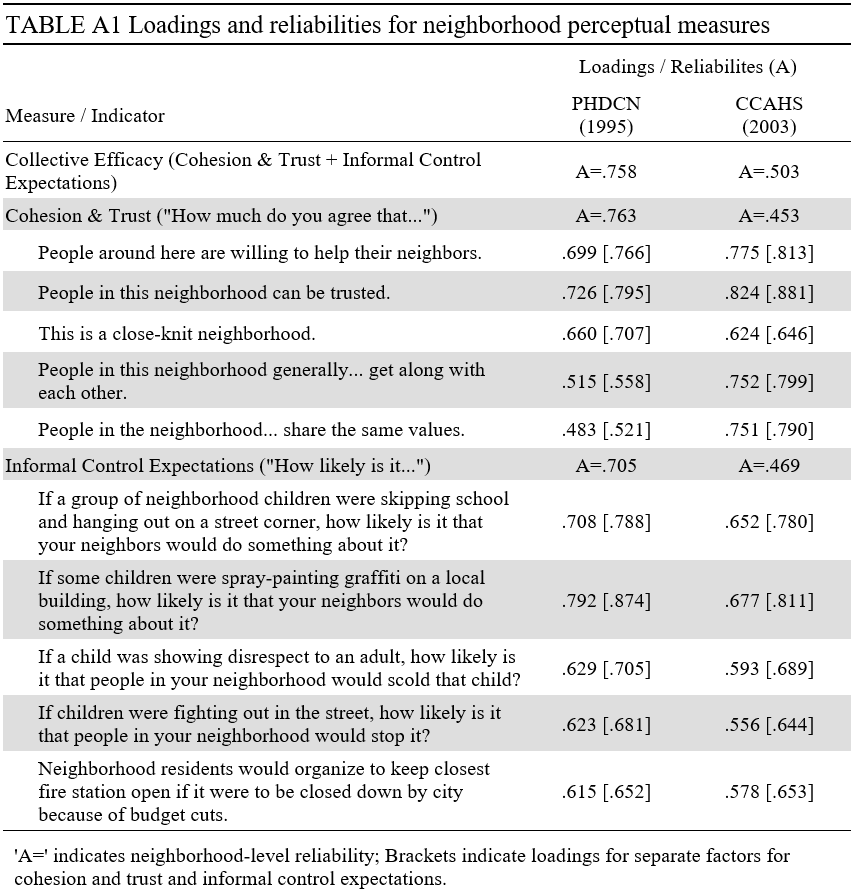 TABLE A1 Loadings and reliabilities for neighborhood perceptual measures
Loadings / Reliabilites (A)
Measure / Indicator
PHDCN
(1995)
CCAHS
(2003)
Collective Efficacy (Cohesion & Trust + Informal Control
Expectations)
A=.758
A=.503
Cohesion & Trust ("How much do you agree that...")
A=.763
A=.453
People around here are willing to help their neighbors.
.699 [.766]
.775 [.813]
People in this neighborhood can be trusted.
.726 [.795]
.824 [.881]
This is a close-knit neighborhood.
.660 [.707]
.624 [.646]
People in this neighborhood generally... get along with
each other.
.515 [.558]
.752 [.799]
People in the neighborhood... share the same values.
.483 [.521]
.751 [.790]
Informal Control Expectations ("How likely is it...")
A=.705
A=.469
If a group of neighborhood children were skipping school
and hanging out on a street corner, how likely is it that
your neighbors would do something about it?
.708 [.788]
.652 [.780]
If some children were spray-painting graffiti on a local
building, how likely is it that your neighbors would do
something about it?
.792 [.874]
.677 [.811]
If a child was showing disrespect to an adult, how likely is
it that people in your neighborhood would scold that child?
.629 [.705]
.593 [.689]
If children were fighting out in the street, how likely is it
that people in your neighborhood would stop it?
.623 [.681]
.556 [.644]
Neighborhood residents would organize to keep closest
fire station open if it were to be closed down by city
because of budget cuts.
.615 [.652]
.578 [.653]
'A=' indicates neighborhood-level reliability; Brackets indicate loadings for separate factors for
cohesion and trust and informal control expectations.